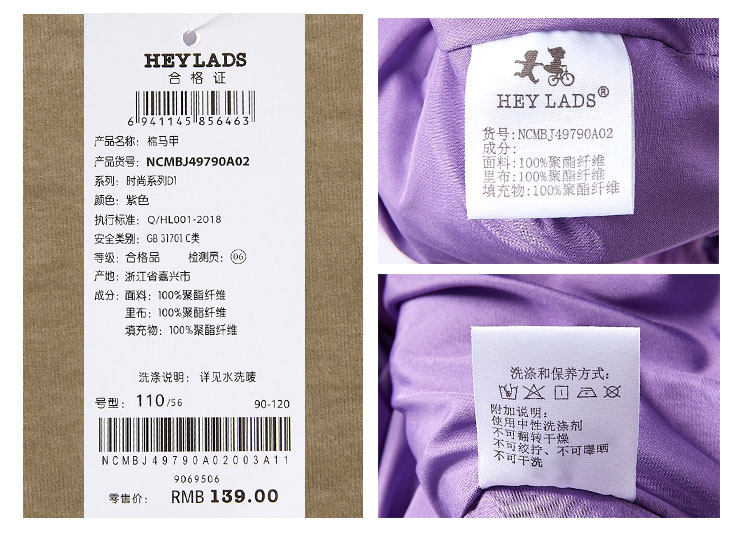 HEYLADS
合格证
6 941145 856463
产品名称: 棉马甲
产品货号: NCMBJ49790A02
系列: 时尚系列D1
颜色: 紫色
执行标准: Q/HL001-2018
安全类别: GB 31701 C类
等级: 合格品 检测员: 06
产地: 浙江省嘉兴市
成分: 面料: 100%聚酯纤维
里布: 100%聚酯纤维
填充物: 100%聚酯纤维
洗涤说明: 详见水洗唛
号型: 110/56 90-120
NCMBJ49790A02003A11
9069506
零售价: RMB 139.00
HEY LADS®
货号:NCMBJ49790A02
成分:
面料:100%聚酯纤维
里布:100%聚酯纤维
填充物:100%聚酯纤维
洗涤和保养方式:
附加说明:
使用中性洗涤剂
不可翻转干燥
不可绞拧、不可曝晒
不可干洗